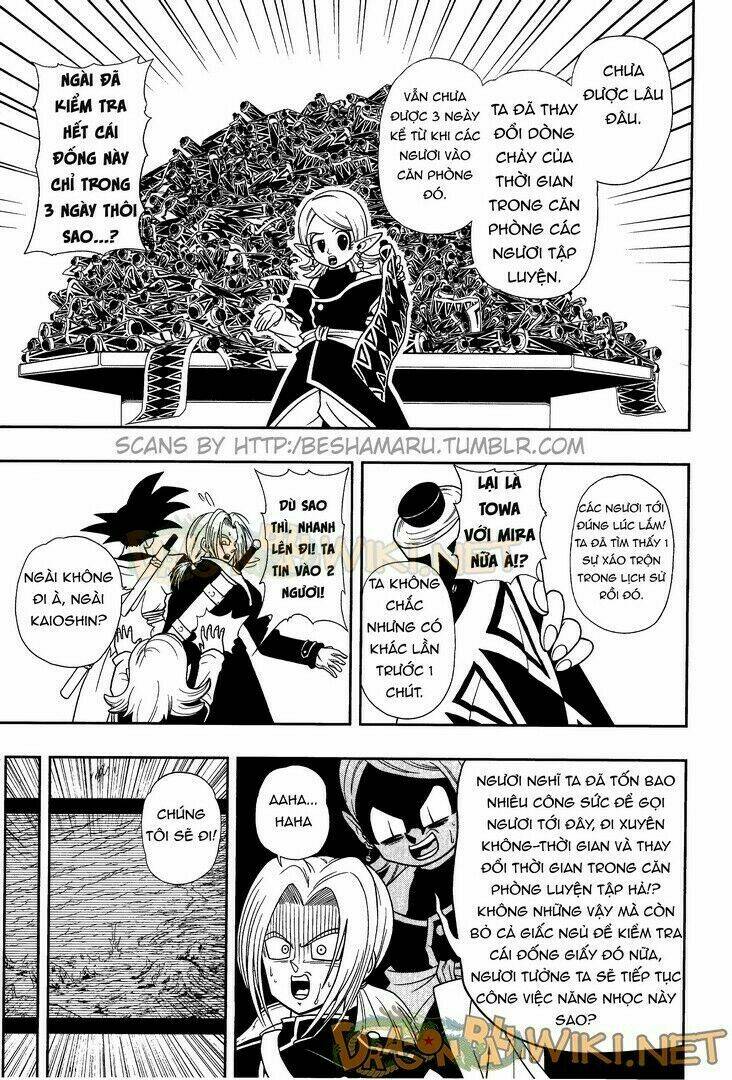 CHƯA
ĐƯỢC LÂU
ĐÂU.
TA ĐÃ THAY
ĐỔI DÒNG
CHẢY CỦA
THỜI GIAN
TRONG CĂN
PHÒNG CÁC
NGƯƠI TẬP
LUYỆN.
VẪN CHƯA
ĐƯỢC 3 NGÀY
KỂ TỪ KHI CÁC
NGƯƠI VÀO
CĂN PHÒNG
ĐÓ.
NGÀI ĐÃ
KIỂM TRA
HẾT CÁI
ĐỐNG NÀY
CHỈ TRONG
3 NGÀY THÔI
SAO...?
SCANS BY HTTP:/BESHAMARU.TUMBLR.COM
CÁC NGƯƠI TỚI
ĐÚNG LÚC LẮM!
TA ĐÃ TÌM THẤY 1
SỰ XÁO TRỘN
TRONG LỊCH SỬ
RỒI ĐÓ.
LẠI LÀ
TOWA
VỚI MIRA
NỮA À!?
TA KHÔNG
CHẮC
NHƯNG CÓ
KHÁC LẦN
TRƯỚC 1
CHÚT.
DÙ SAO
THÌ, NHANH
LÊN ĐI! TA
TIN VÀO 2
NGƯƠI!
NGÀI KHÔNG
ĐI À, NGÀI
KAIOSHIN?
DRAGONBALLWIKI.NET
NGƯƠI NGHĨ TA ĐÃ TỐN BAO
NHIÊU CÔNG SỨC ĐỂ GỌI
NGƯƠI TỚI ĐÂY, ĐI XUYÊN
KHÔNG-THỜI GIAN VÀ THAY
ĐỔI THỜI GIAN TRONG CĂN
PHÒNG LUYỆN TẬP HẢ!?
KHÔNG NHỮNG VẬY MÀ CÒN
BỎ CẢ GIẤC NGỦ ĐỂ KIỂM TRA
CÁI ĐỐNG GIẤY ĐÓ NỮA,
NGƯƠI TƯỞNG TA SẼ TIẾP TỤC
CÔNG VIỆC NẶNG NHỌC NÀY
SAO?
AAHA...
HAHA
CHÚNG
TÔI SẼ ĐI!
DRAGONBALLWIKI.NET